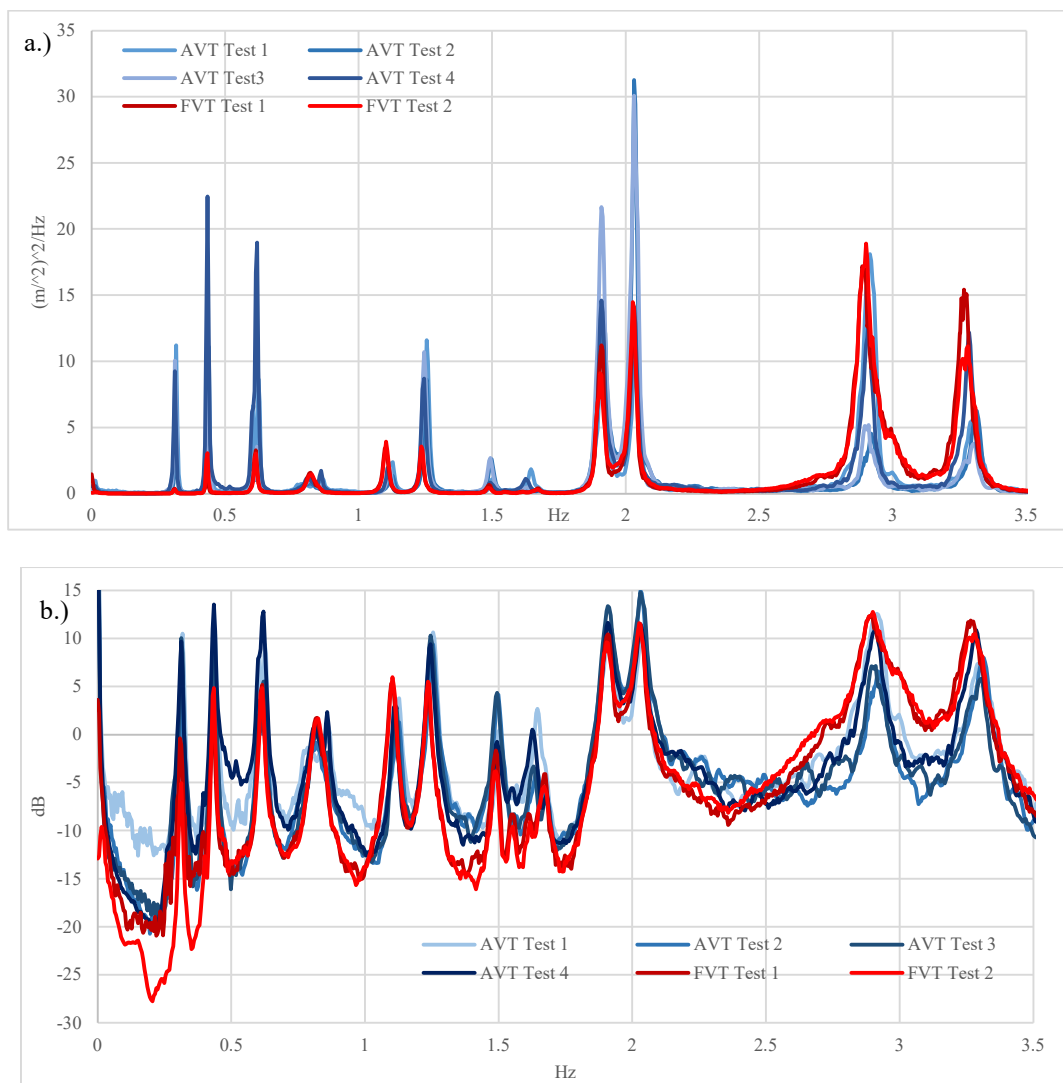 a.)
35
30
25
20
15
10
5
0
(m/^2)^2/Hz
AVT Test 1 AVT Test 2
AVT Test3 AVT Test 4
FVT Test 1 FVT Test 2
0 0.5 1 1.5 Hz 2 2.5 3 3.5
b.)
15
10
5
0
-5
-10
-15
-20
-25
-30
dB
AVT Test 1 AVT Test 2 AVT Test 3
AVT Test 4 FVT Test 1 FVT Test 2
0 0.5 1 1.5 2 2.5 3 3.5
Hz